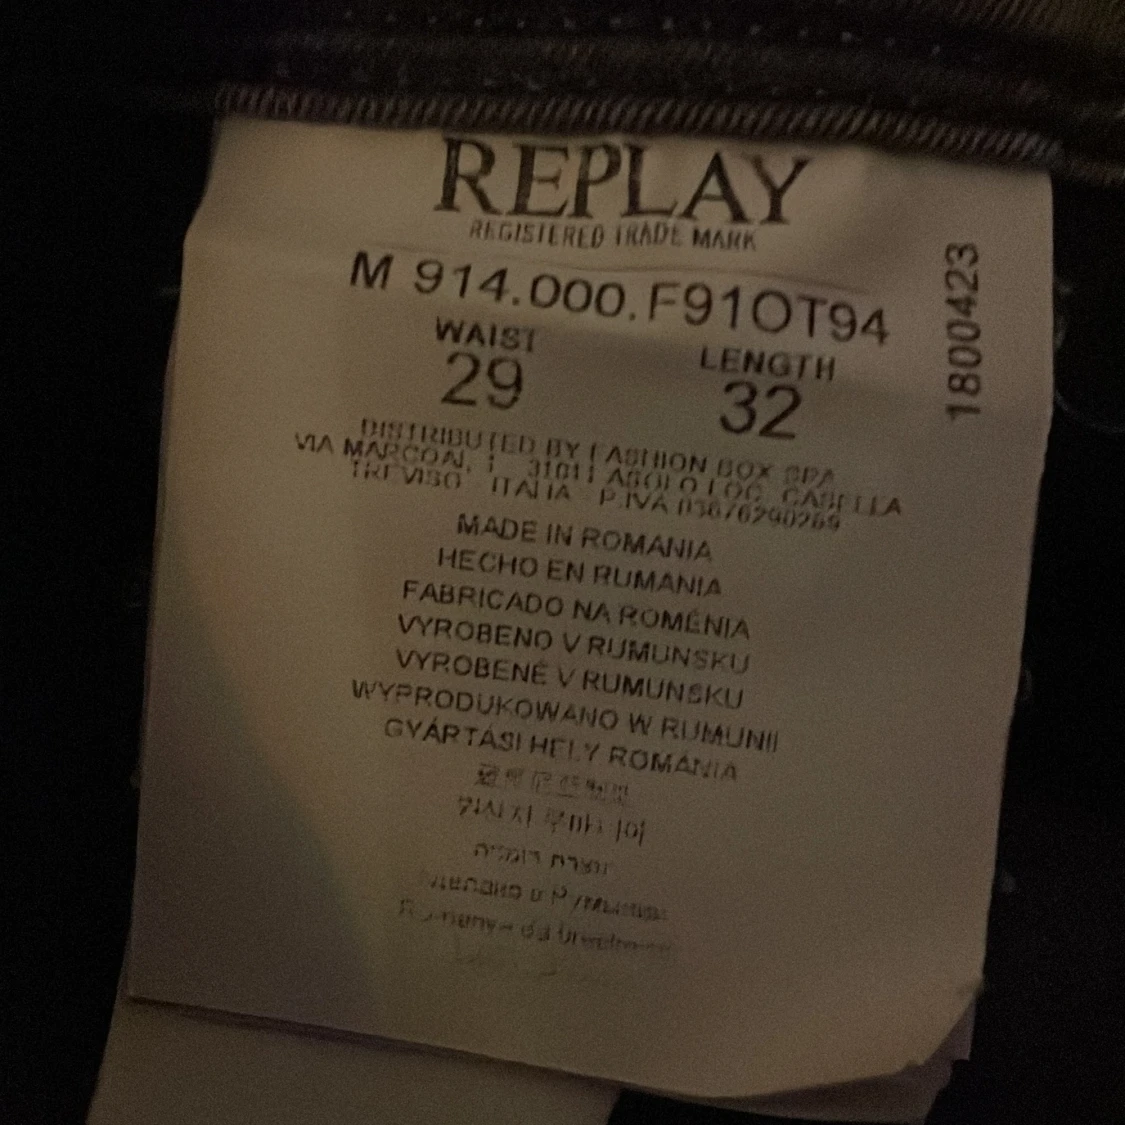 REPLAY
REGISTERED TRADE MARK
M 914.000.F91OT94
1800423
WAIST LENGTH
29 32
DISTRIBUTED BY FASHION BOX SPA
VIA MARCONI, 1 31011 ASOLO LOC. CASELLA
TREVISO ITALIA P.IVA
MADE IN ROMANIA
HECHO EN RUMANIA
FABRICADO NA ROMÉNIA
VYROBENO V RUMUNSKU
VYROBENÉ V RUMUNSKU
WYPRODUKOWANO W RUMUNII
GYÁRTÁSI HELY ROMÁNIA